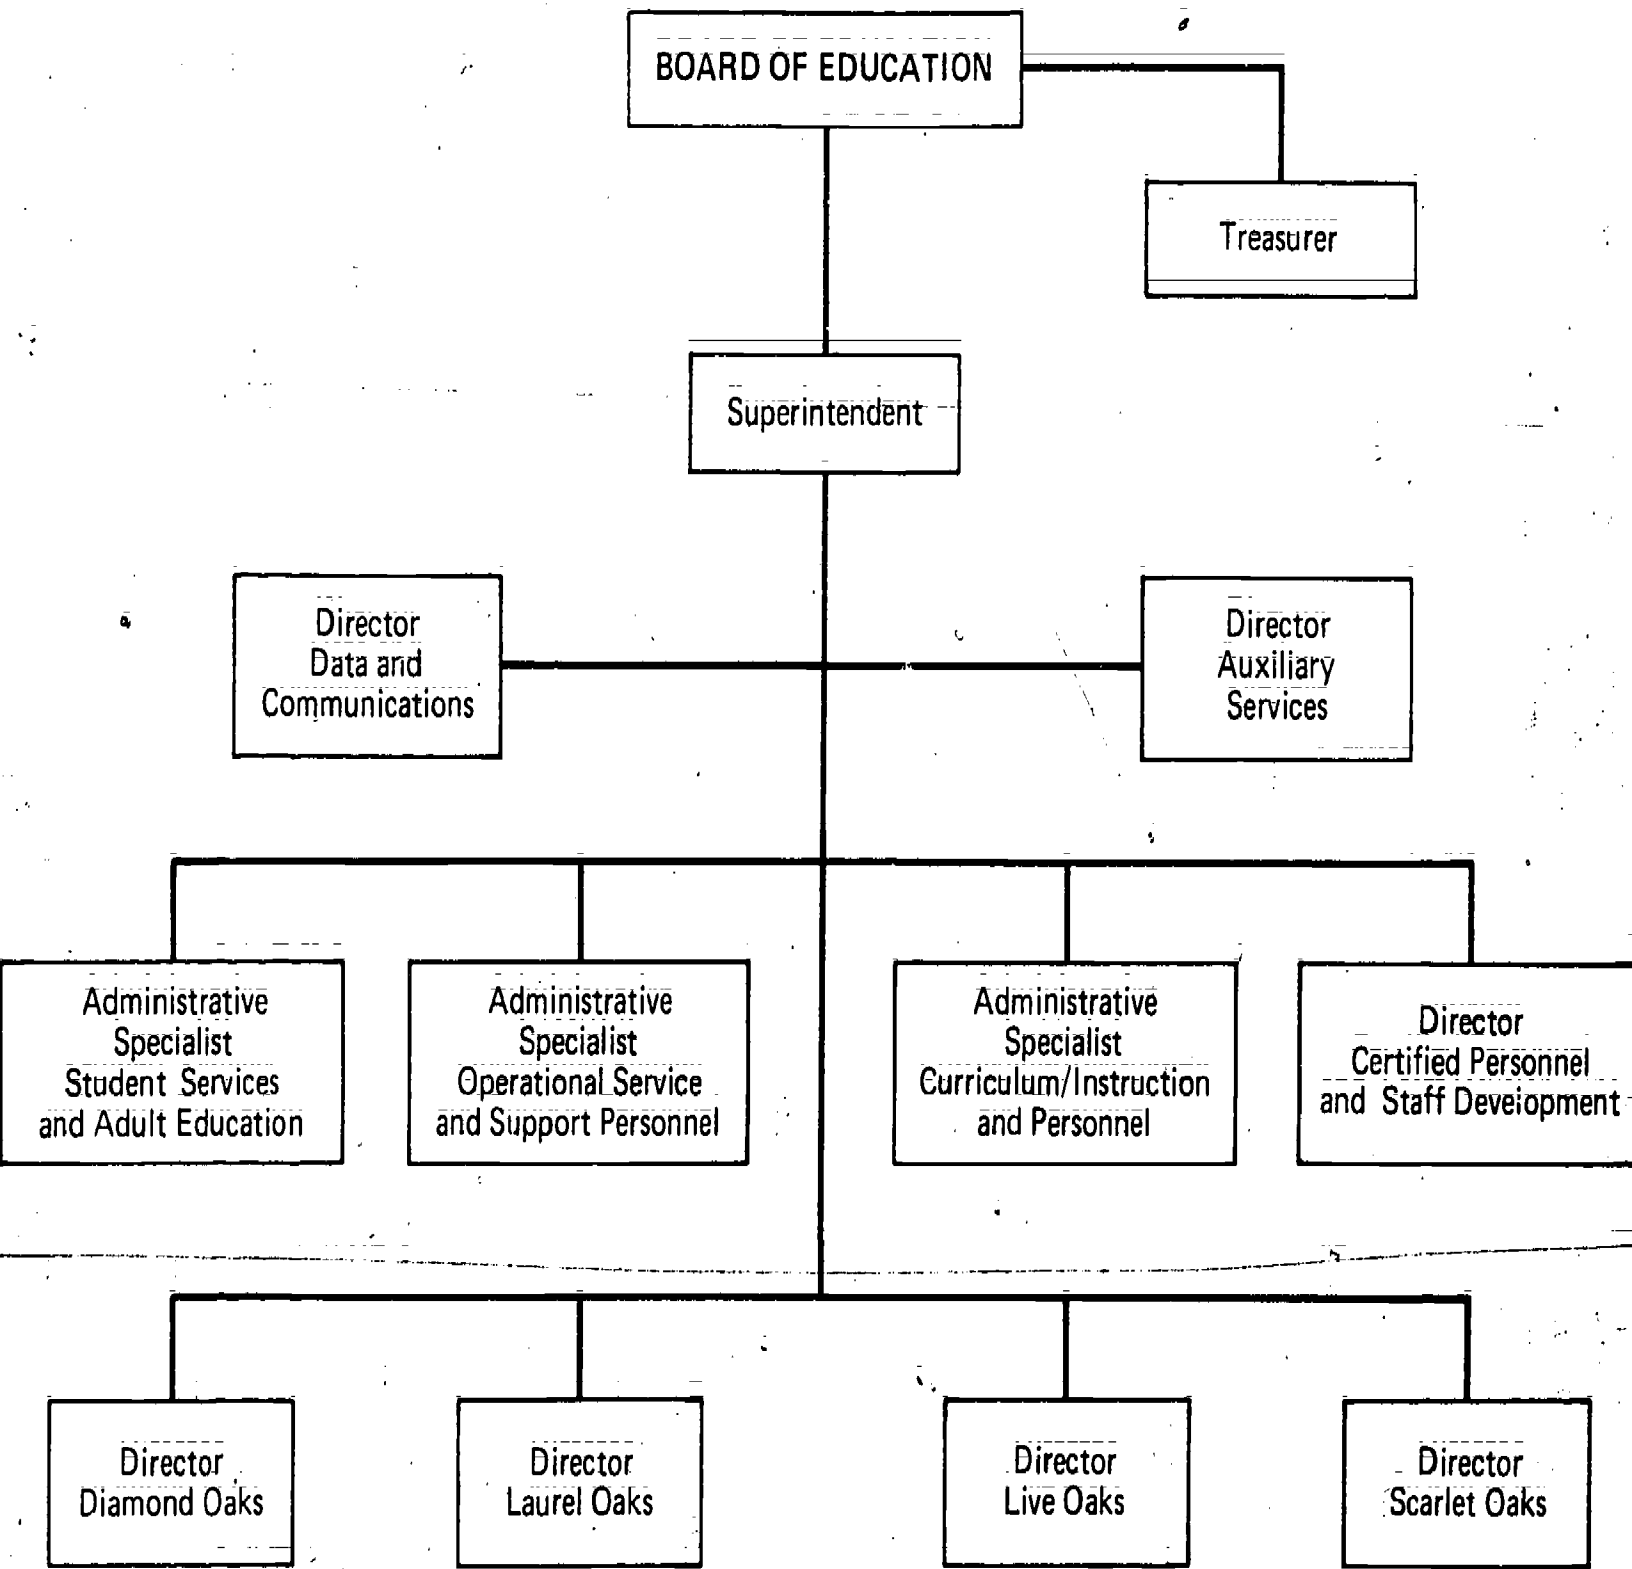 BOARD OF EDUCATION
Treasurer
Superintendent
Director
Data and
Communications
Director
Auxiliary
Services
Administrative
Specialist
Student Services
and Adult Education
Administrative
Specialist
Operational Service
and Support Personnel
Administrative
Specialist
Curriculum/Instruction
and Personnel
Director
Certified Personnel
and Staff Development
Director
Diamond Oaks
Director
Laurel Oaks
Director
Live Oaks
Director
Scarlet Oaks